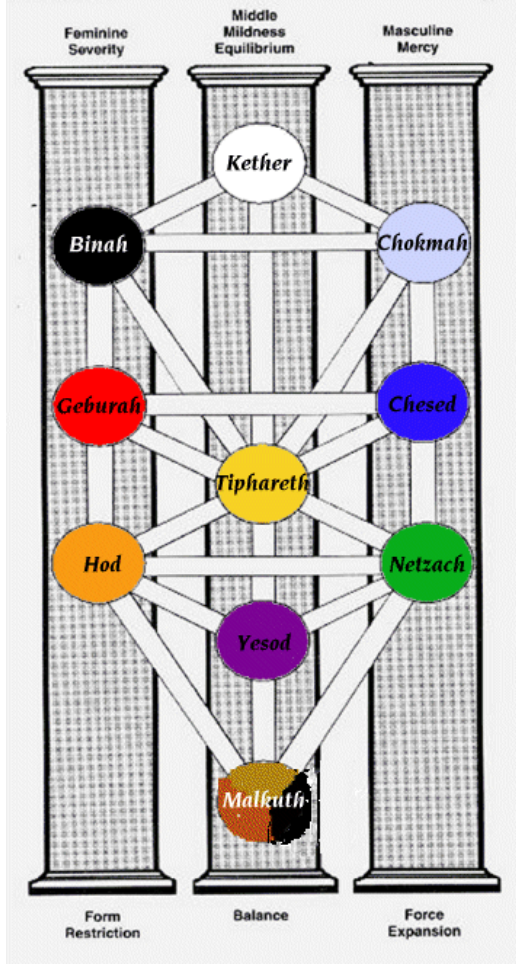 Feminine
Severity
Middle
Mildness
Equilibrium
Masculine
Mercy
Kether
Binah
Chokmah
Geburah
Chesed
Tiphareth
Hod
Netzach
Yesod
Malkuth
Form
Restriction
Balance
Force
Expansion